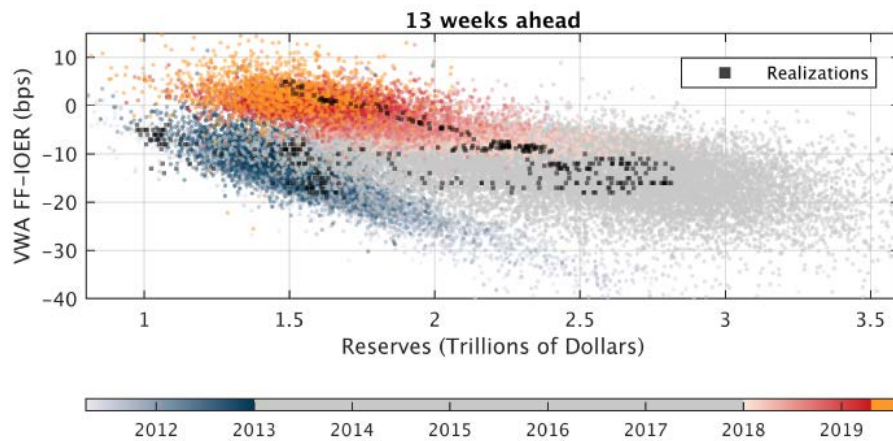 13 weeks ahead
10
0
-10
-20
-30
-40
VWA FF-IOER (bps)
Realizations
1 1.5 2 2.5 3 3.5
Reserves (Trillions of Dollars)
2012 2013 2014 2015 2016 2017 2018 2019